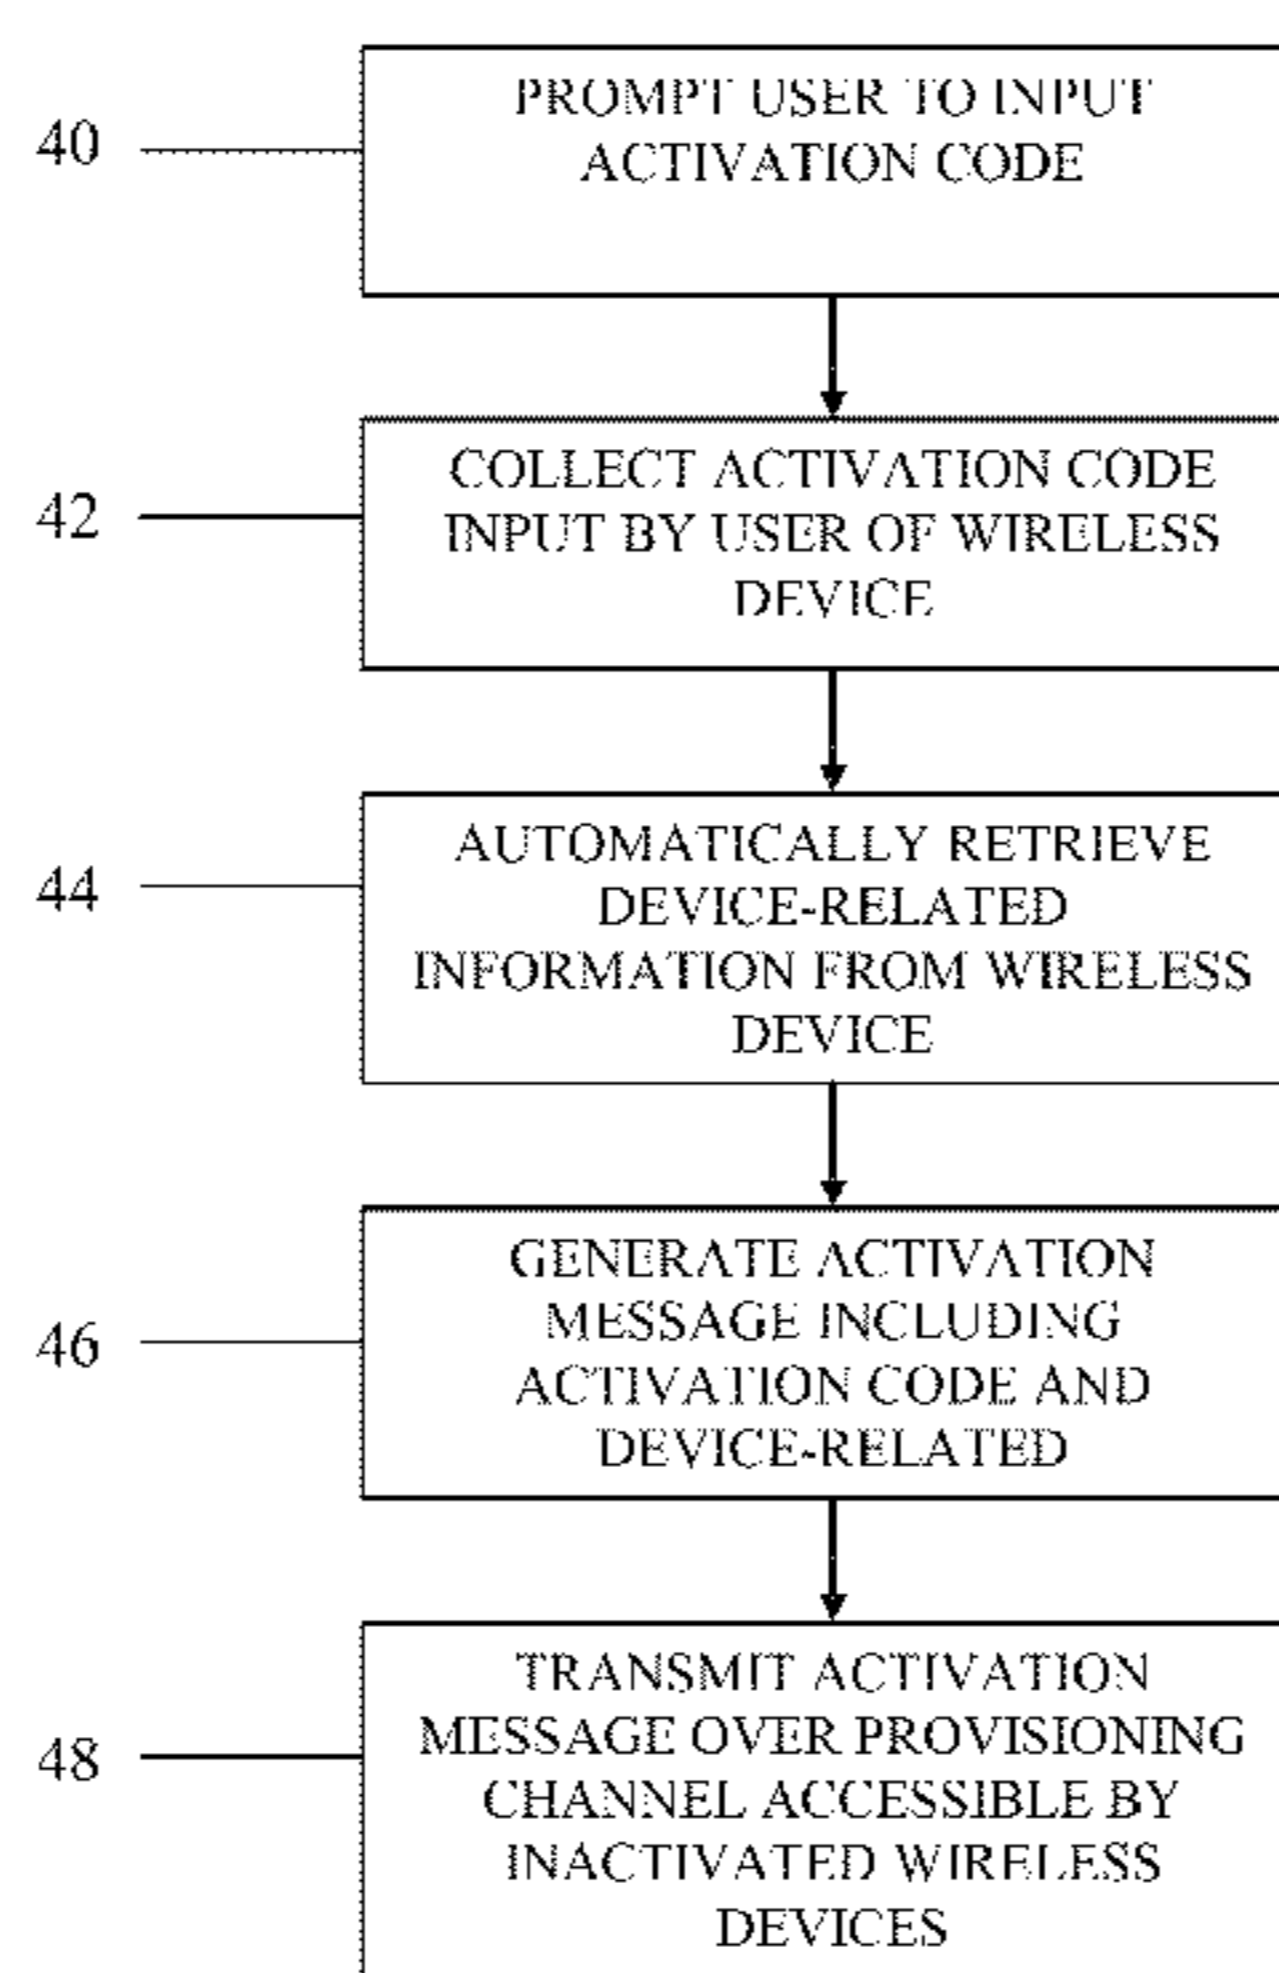 40
PROMPT USER TO INPUT
ACTIVATION CODE
42
COLLECT ACTIVATION CODE
INPUT BY USER OF WIRELESS
DEVICE
44
AUTOMATICALLY RETRIEVE
DEVICE-RELATED
INFORMATION FROM WIRELESS
DEVICE
46
GENERATE ACTIVATION
MESSAGE INCLUDING
ACTIVATION CODE AND
DEVICE-RELATED
48
TRANSMIT ACTIVATION
MESSAGE OVER PROVISIONING
CHANNEL ACCESSIBLE BY
INACTIVATED WIRELESS
DEVICES